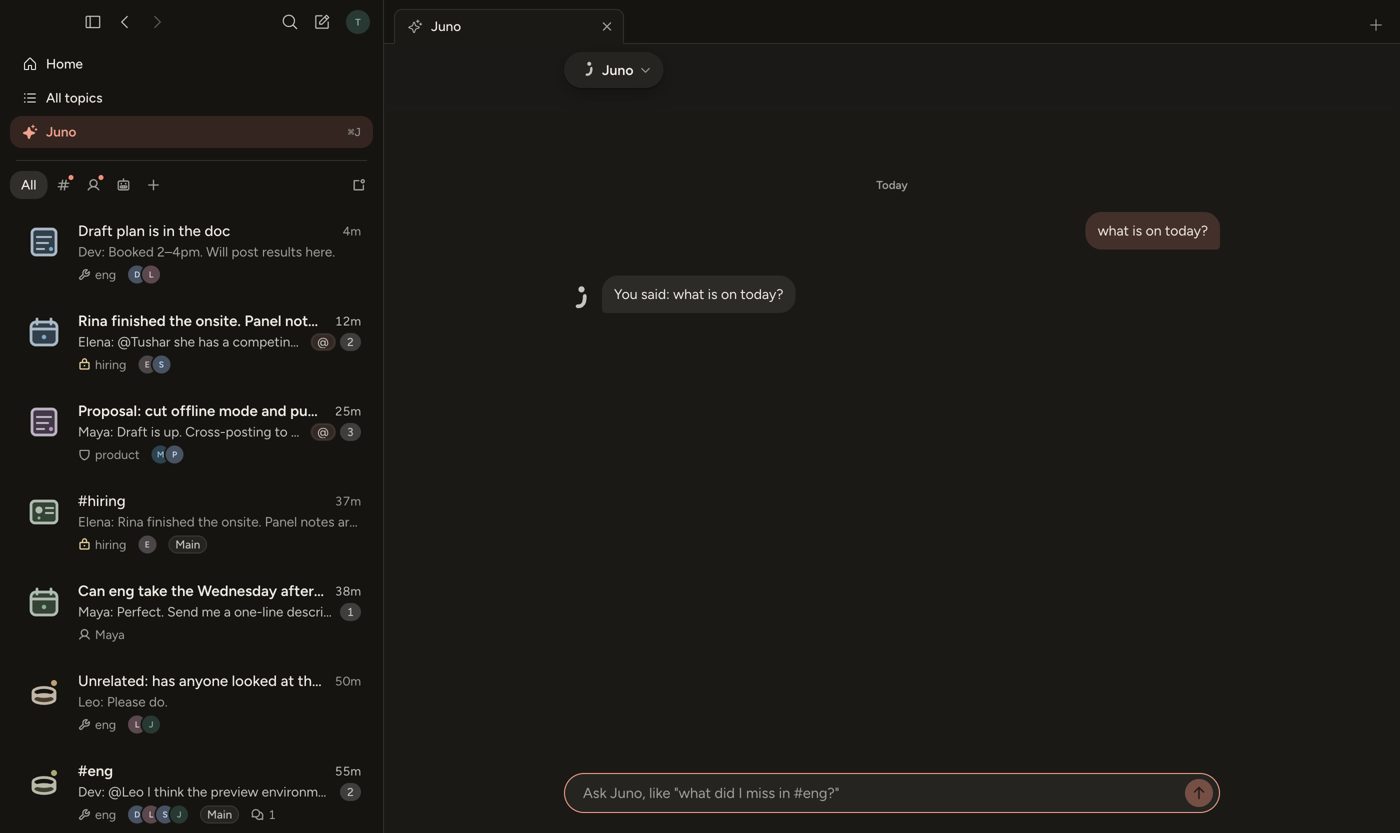 T
Juno
Home
All topics
Juno ⌘J
Juno
All
Today
what is on today?
You said: what is on today?
Draft plan is in the doc 4m
Dev: Booked 2–4pm. Will post results here.
eng D L
Rina finished the onsite. Panel not... 12m
Elena: @Tushar she has a competin... @ 2
hiring E S
Proposal: cut offline mode and pu... 25m
Maya: Draft is up. Cross-posting to ... @ 3
product M P
#hiring 37m
Elena: Rina finished the onsite. Panel notes ar...
hiring E Main
Can eng take the Wednesday after... 38m
Maya: Perfect. Send me a one-line descri... 1
Maya
Unrelated: has anyone looked at th... 50m
Leo: Please do.
eng L J
#eng 55m
Dev: @Leo I think the preview environm... 2
eng D L S J Main 1
Ask Juno, like "what did I miss in #eng?"